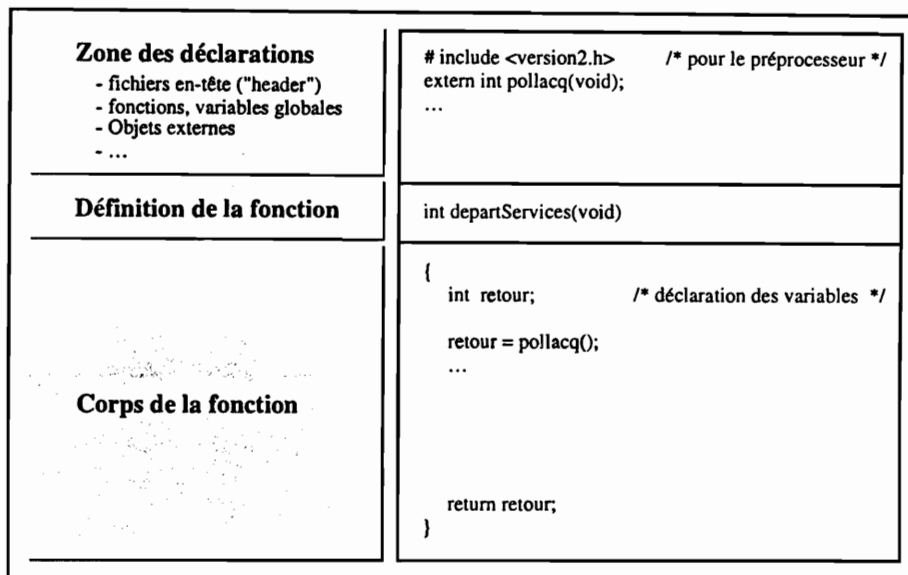 Zone des déclarations
- fichiers en-tête ("header")
- fonctions, variables globales
- Objets externes
- ...
# include <version2.h> /* pour le préprocesseur */
extern int pollacq(void);
...
Définition de la fonction
int departServices(void)
Corps de la fonction
{
int retour; /* déclaration des variables */
retour = pollacq();
...
return retour;
}